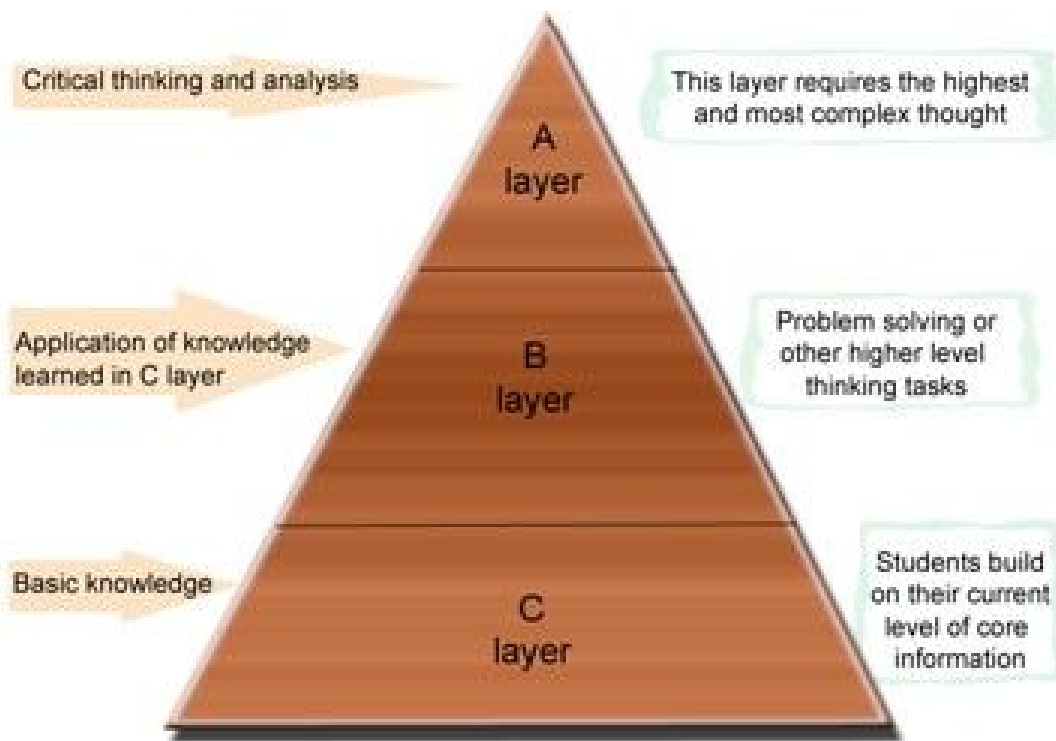 Critical thinking and analysis
This layer requires the highest
and most complex thought
A
layer
Application of knowledge
learned in C layer
B
layer
Problem solving or
other higher level
thinking tasks
Basic knowledge
C
layer
Students build
on their current
level of core
information